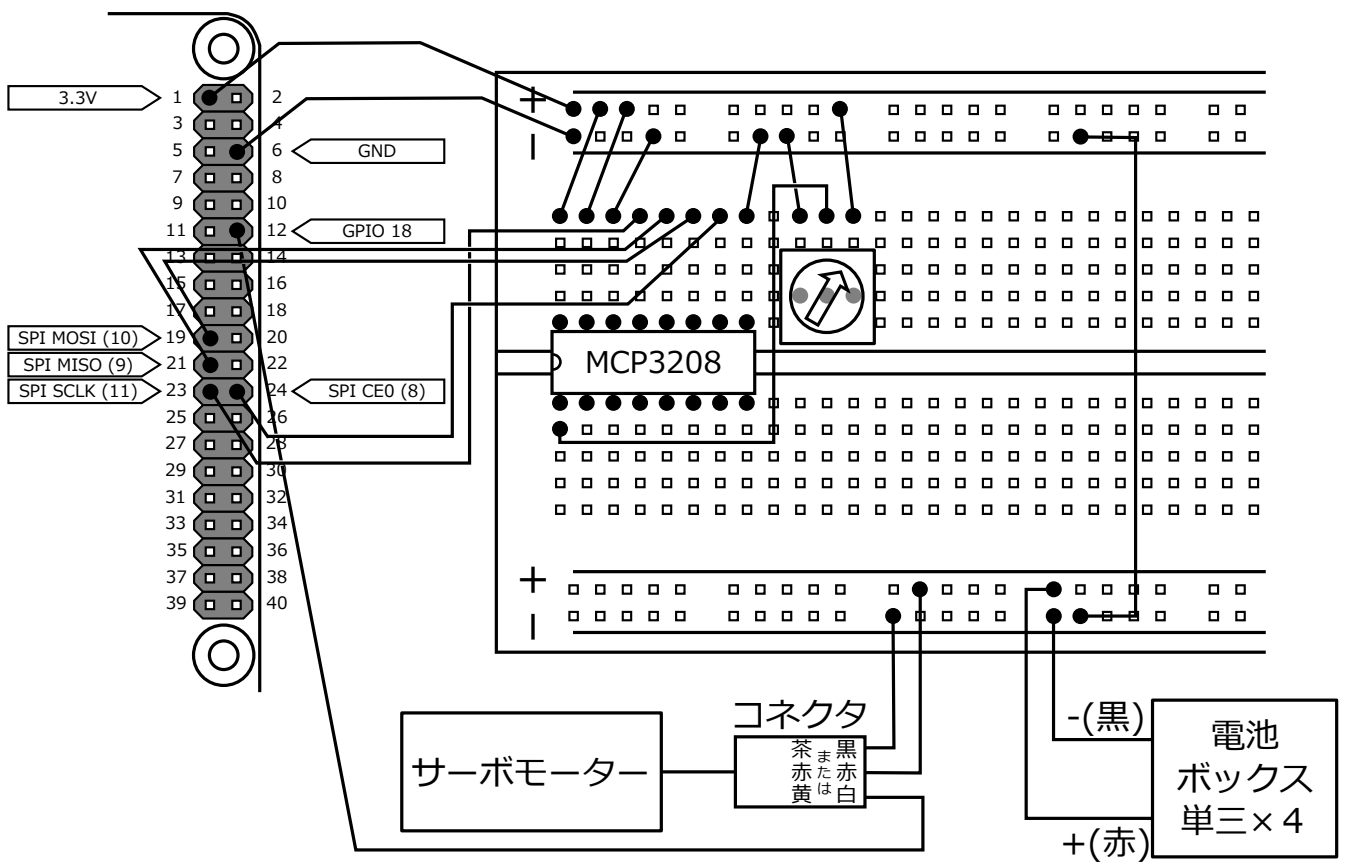 3.3V
1 2
3 4
5 6
GND
7 8
9 10
11 12
GPIO 18
13 14
15 16
17 18
SPI MOSI (10)
19 20
SPI MISO (9)
21 22
SPI SCLK (11)
23 24
SPI CE0 (8)
25 26
27 28
29 30
31 32
33 34
35 36
37 38
39 40
+
-
MCP3208
+
-
サーボモーター
コネクタ
茶 黒
赤 または 赤
黄 白
-(黒)
+(赤)
電池
ボックス
単三×4